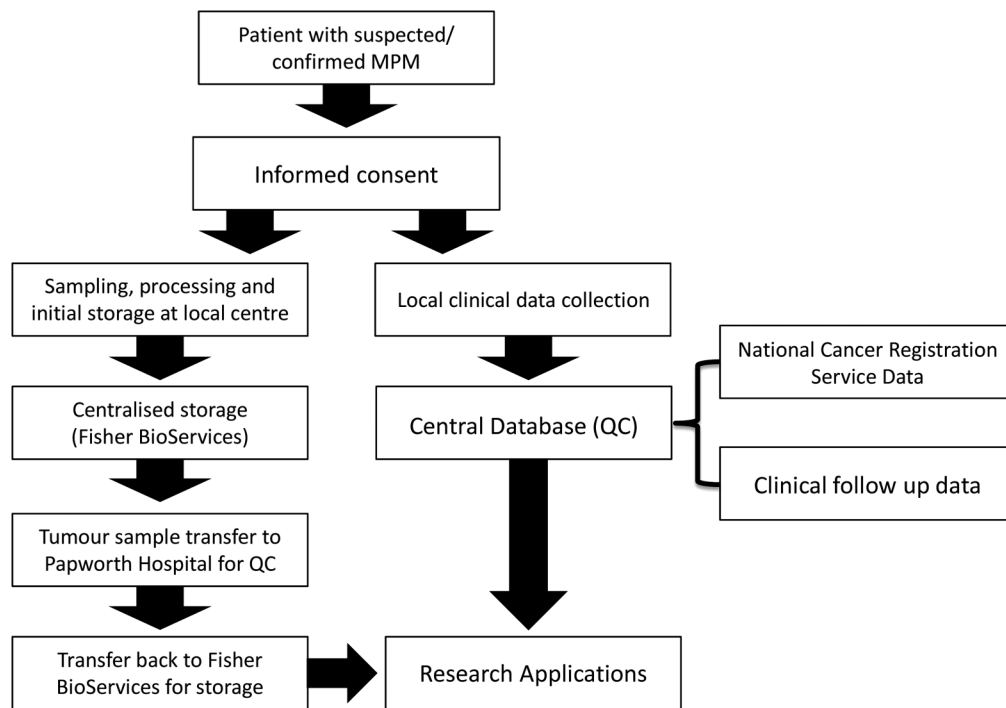 Patient with suspected/
confirmed MPM
Informed consent
Sampling, processing and
initial storage at local centre
Local clinical data collection
National Cancer Registration
Service Data
Centralised storage
(Fisher BioServices)
Central Database (QC)
Clinical follow up data
Tumour sample transfer to
Papworth Hospital for QC
Transfer back to Fisher
BioServices for storage
Research Applications